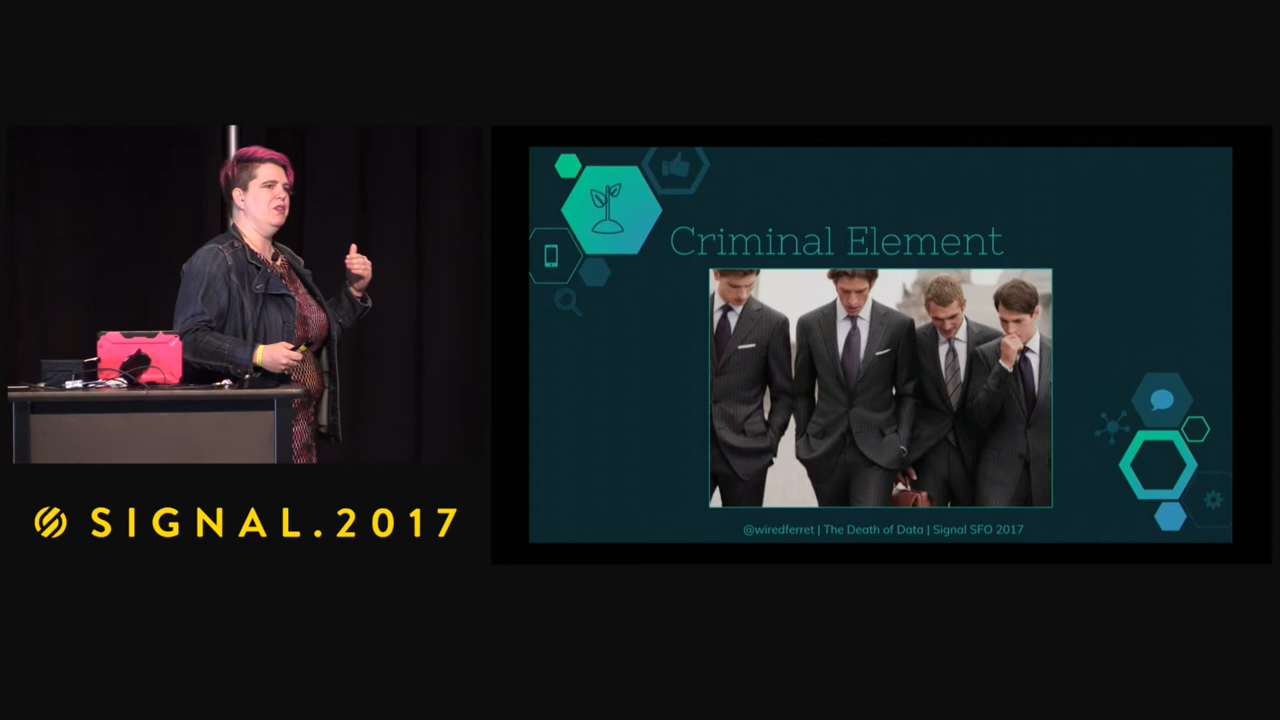 Criminal Element
@wiredferret | The Death of Data | Signal SFO 2017
SIGNAL.2017